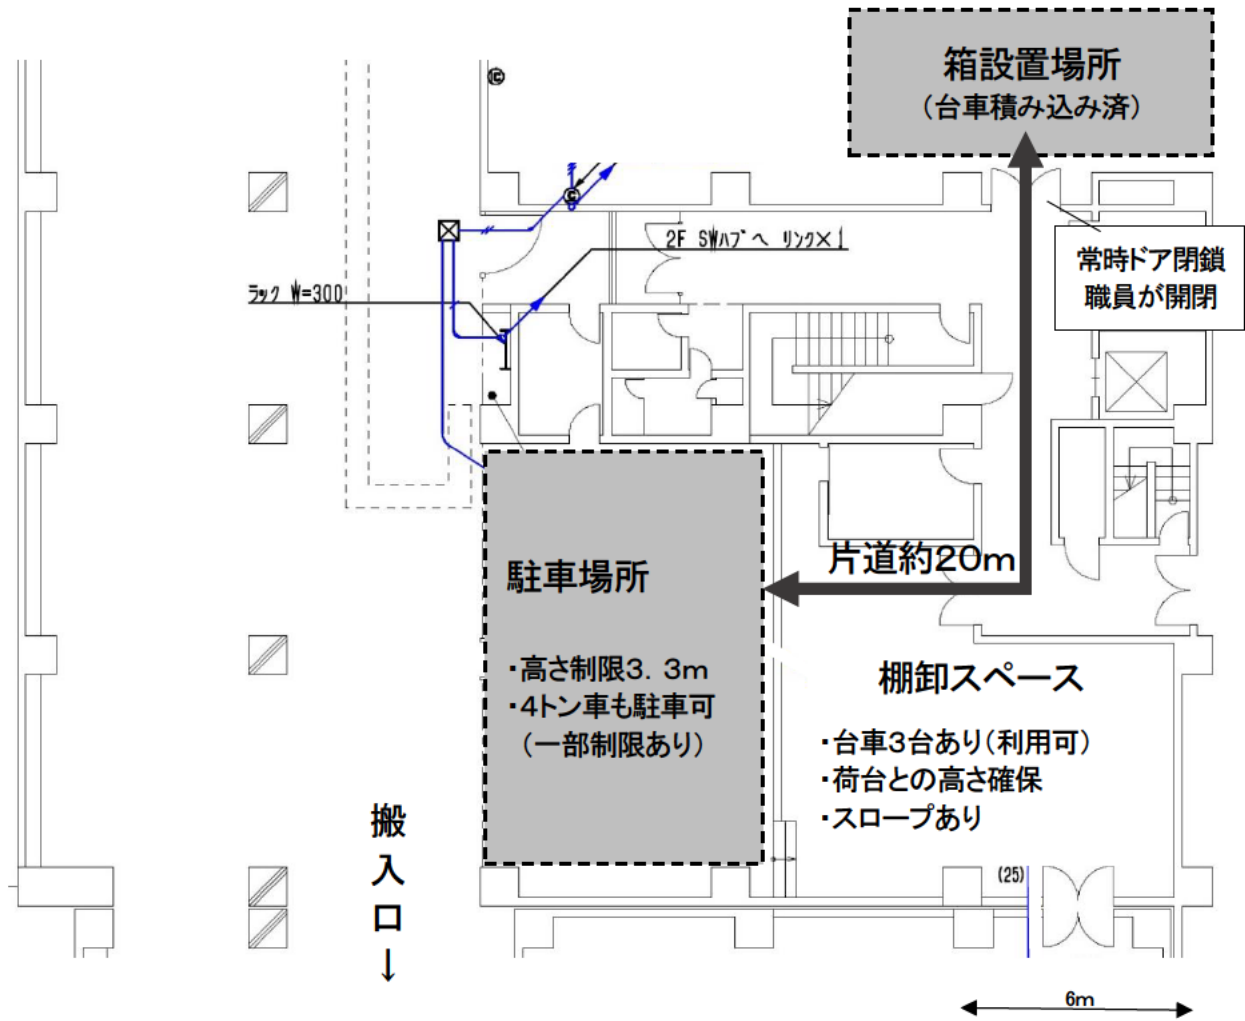 箱設置場所
（台車積み込み済）
Ⓒ
Ⓒ
2F SWﾊﾌﾞへ リンク×1
常時ドア閉鎖
職員が開閉
ラック W=300
片道約20m
駐車場所
・高さ制限3．3m
・4トン車も駐車可
（一部制限あり）
棚卸スペース
・台車3台あり（利用可）
・荷台との高さ確保
・スロープあり
搬入口↓
(25)
6m